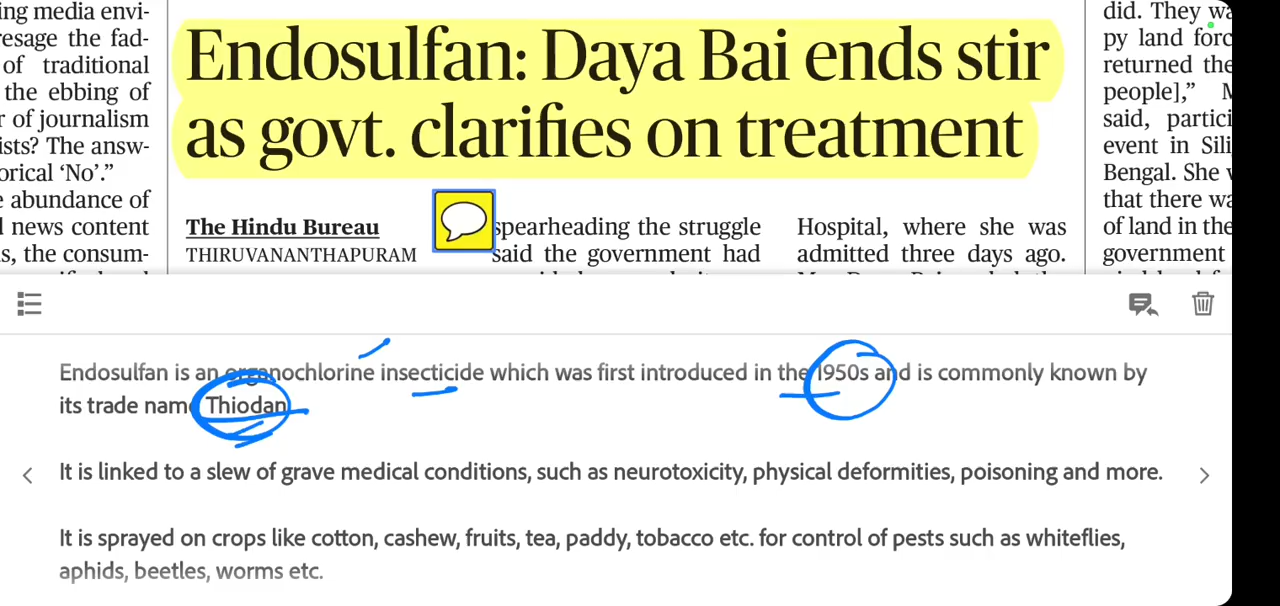 ing media envi-
resage the fad-
of traditional
the ebbing of
r of journalism
ists? The answ-
orical ‘No’.”
e abundance of
l news content
s, the consum-
Endosulfan: Daya Bai ends stir
as govt. clarifies on treatment
The Hindu Bureau
THIRUVANANTHAPURAM
spearheading the struggle
said the government had
Hospital, where she was
admitted three days ago.
did. They wa
py land forc
returned the
people],”
said, partici
event in Sili
Bengal. She
that there wa
of land in the
government
Endosulfan is an organochlorine insecticide which was first introduced in the 1950s and is commonly known by
its trade name Thiodan
It is linked to a slew of grave medical conditions, such as neurotoxicity, physical deformities, poisoning and more.
It is sprayed on crops like cotton, cashew, fruits, tea, paddy, tobacco etc. for control of pests such as whiteflies,
aphids, beetles, worms etc.